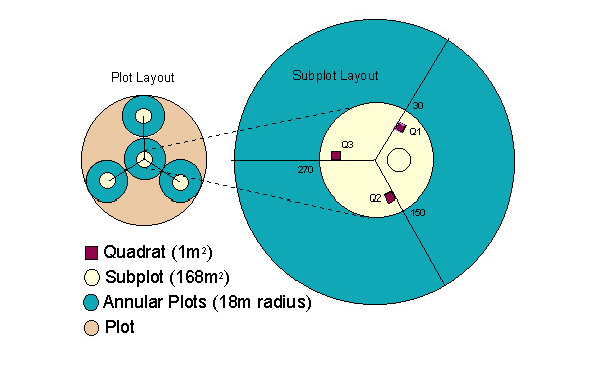 Plot Layout
Subplot Layout
30
Q1
Q3
270
Q2
150
Quadrat (1m²)
Subplot (168m²)
Annular Plots (18m radius)
Plot